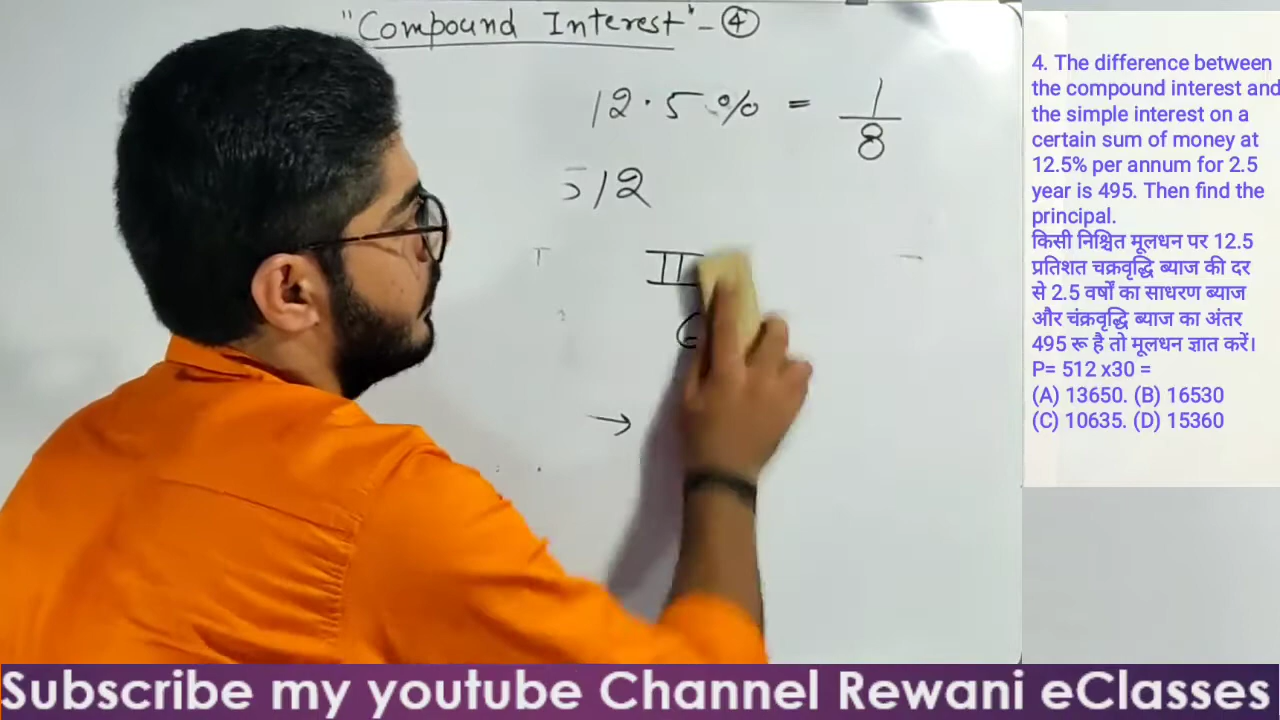 "Compound Interest" - ④
12.5% = 1/8
512
II
6
→
4. The difference between
the compound interest and
the simple interest on a
certain sum of money at
12.5% per annum for 2.5
year is 495. Then find the
principal.
किसी निश्चित मूलधन पर 12.5
प्रतिशत चक्रवृद्धि ब्याज की दर
से 2.5 वर्षों का साधारण ब्याज
और चंक्रवृद्धि ब्याज का अंतर
495 रू है तो मूलधन ज्ञात करें।
P= 512 x30 =
(A) 13650. (B) 16530
(C) 10635. (D) 15360
Subscribe my youtube Channel Rewani eClasses